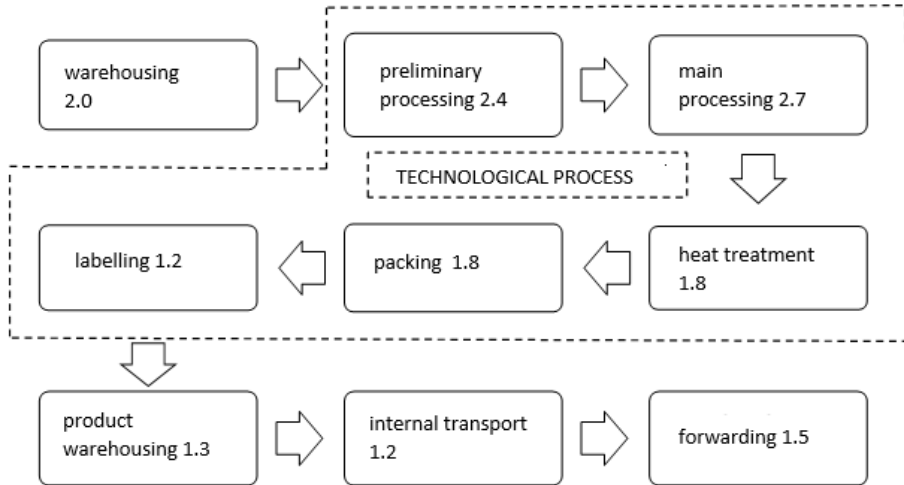 warehousing
2.0
preliminary
processing 2.4
main
processing 2.7
TECHNOLOGICAL PROCESS
labelling 1.2
packing 1.8
heat treatment
1.8
product
warehousing 1.3
internal transport
1.2
forwarding 1.5